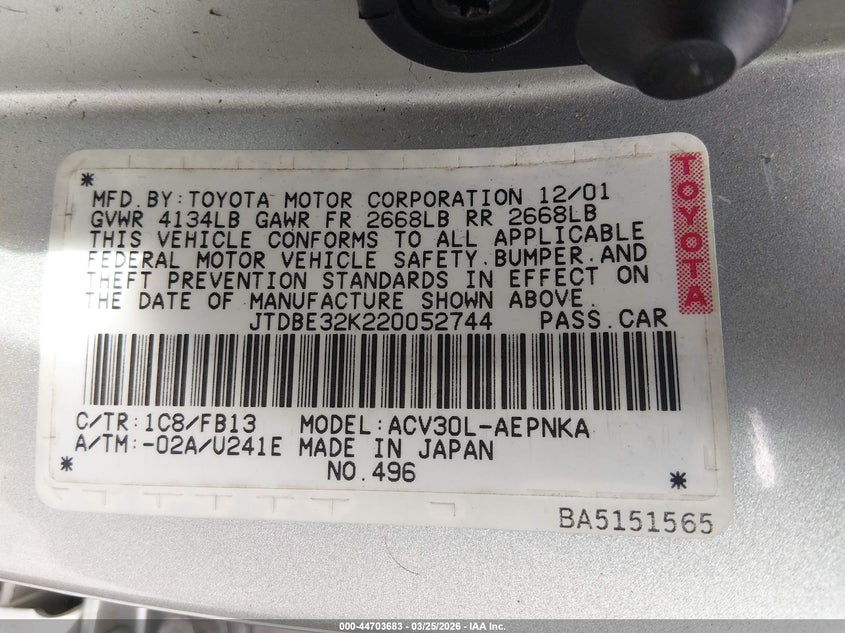 * MFD.BY:TOYOTA MOTOR CORPORATION 12/01
GVWR 4134LB GAWR FR 2668LB RR 2668LB
THIS VEHICLE CONFORMS TO ALL APPLICABLE
FEDERAL MOTOR VEHICLE SAFETY.BUMPER.AND
THEFT PREVENTION STANDARDS IN EFFECT ON
THE DATE OF MANUFACTURE SHOWN ABOVE.
JTDBE32K220052744 PASS.CAR
TOYOTA
C/TR:1C8/FB13 MODEL:ACV30L-AEPNKA
A/TM:-02A/U241E MADE IN JAPAN
* NO.496 *
BA5151565
000-44703683 | 03/25/2026 - IAA Inc.